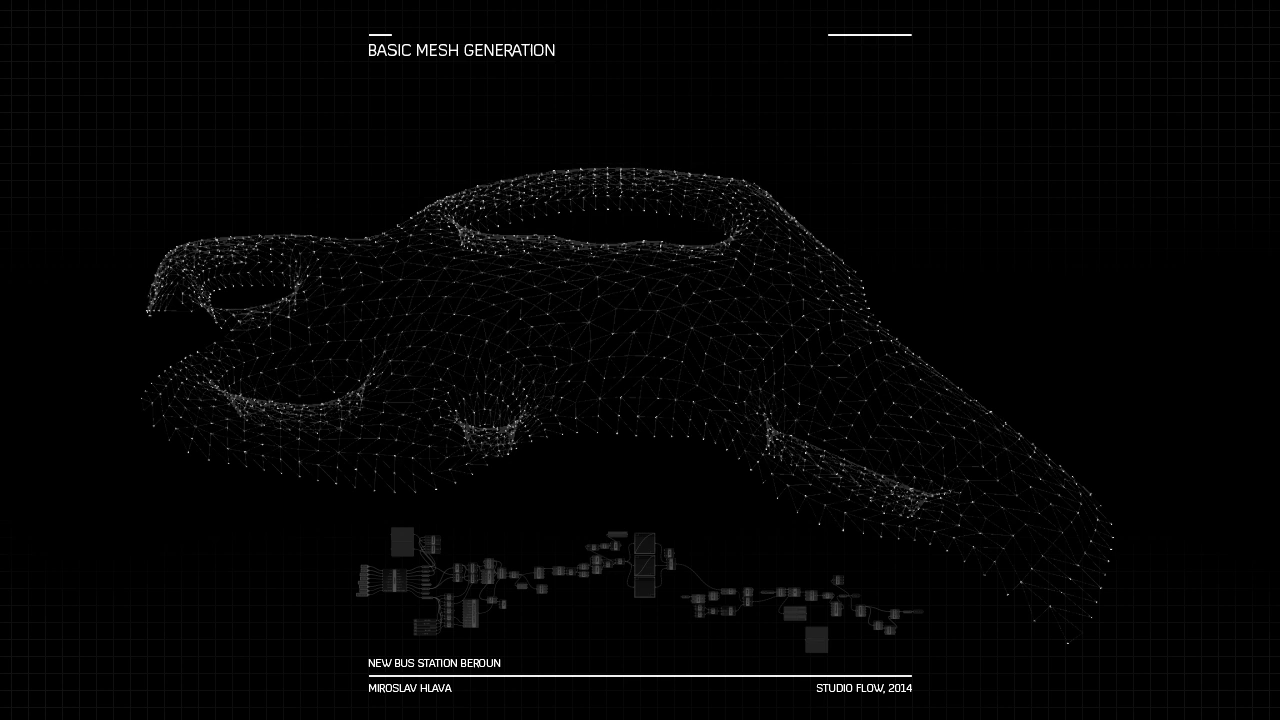 BASIC MESH GENERATION
NEW BUS STATION BEROUN
MIROSLAV HLAVA
STUDIO FLOW, 2014